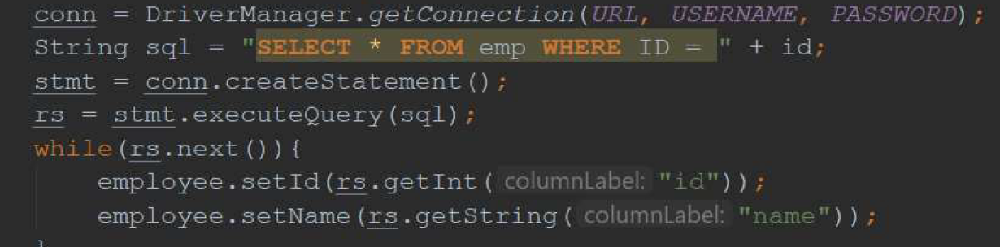 conn = DriverManager.getConnection(URL, USERNAME, PASSWORD);
String sql = "SELECT * FROM emp WHERE ID = " + id;
stmt = conn.createStatement();
rs = stmt.executeQuery(sql);
while(rs.next()){
employee.setId(rs.getInt( columnLabel: "id"));
employee.setName(rs.getString( columnLabel: "name"));